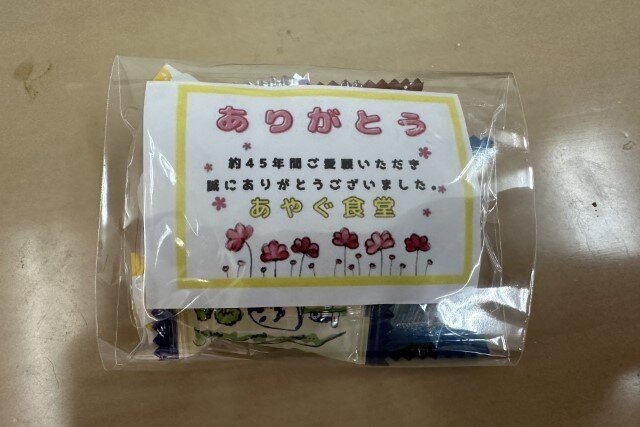 ありがとう
約45年間ご愛顧いただき
誠にありがとうございました。
あやぐ食堂